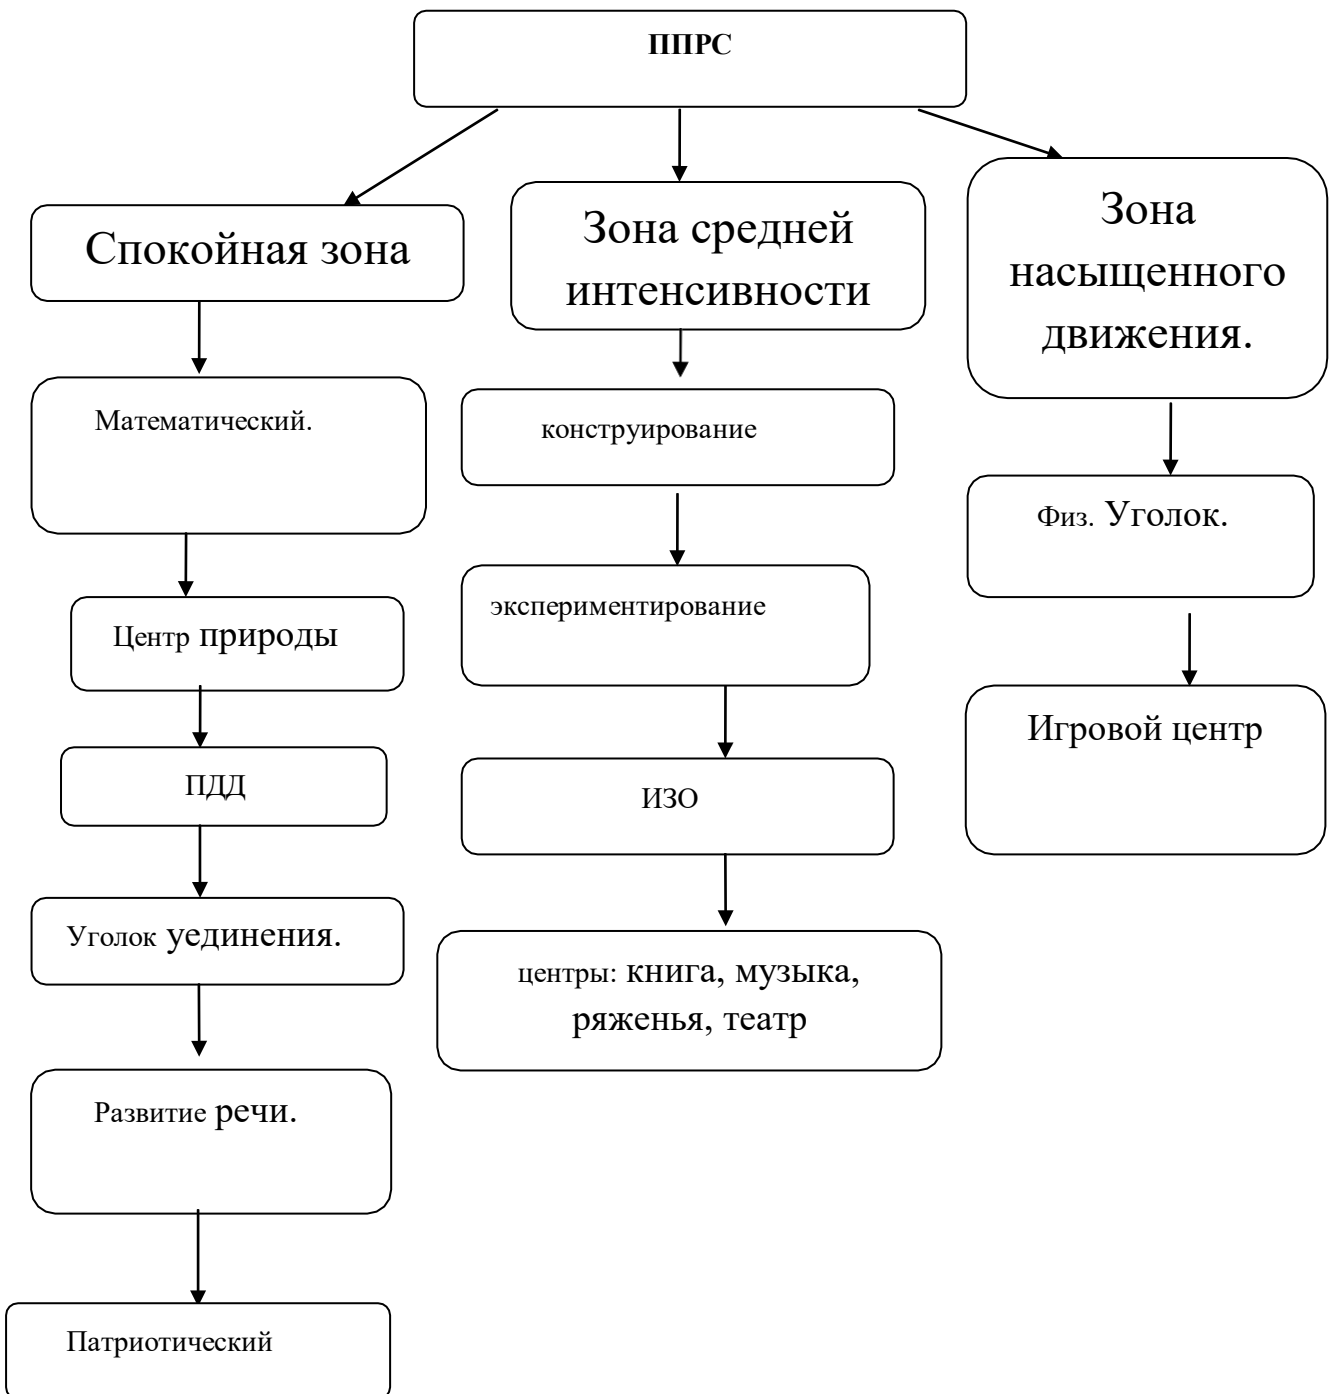 ППРС
Спокойная зона
Зона средней
интенсивности
Зона
насыщенного
движения.
Математический.
Центр природы
ПДД
Уголок уединения.
Развитие речи.
Патриотический
конструирование
экспериментирование
ИЗО
центры: книга, музыка,
ряженья, театр
Физ. Уголок.
Игровой центр